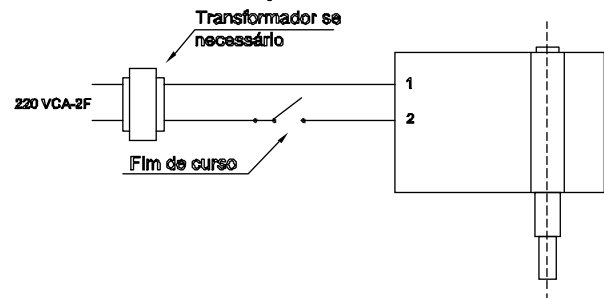 Transformador se
necessário
220 VCA-2F
1
2
Fim de curso